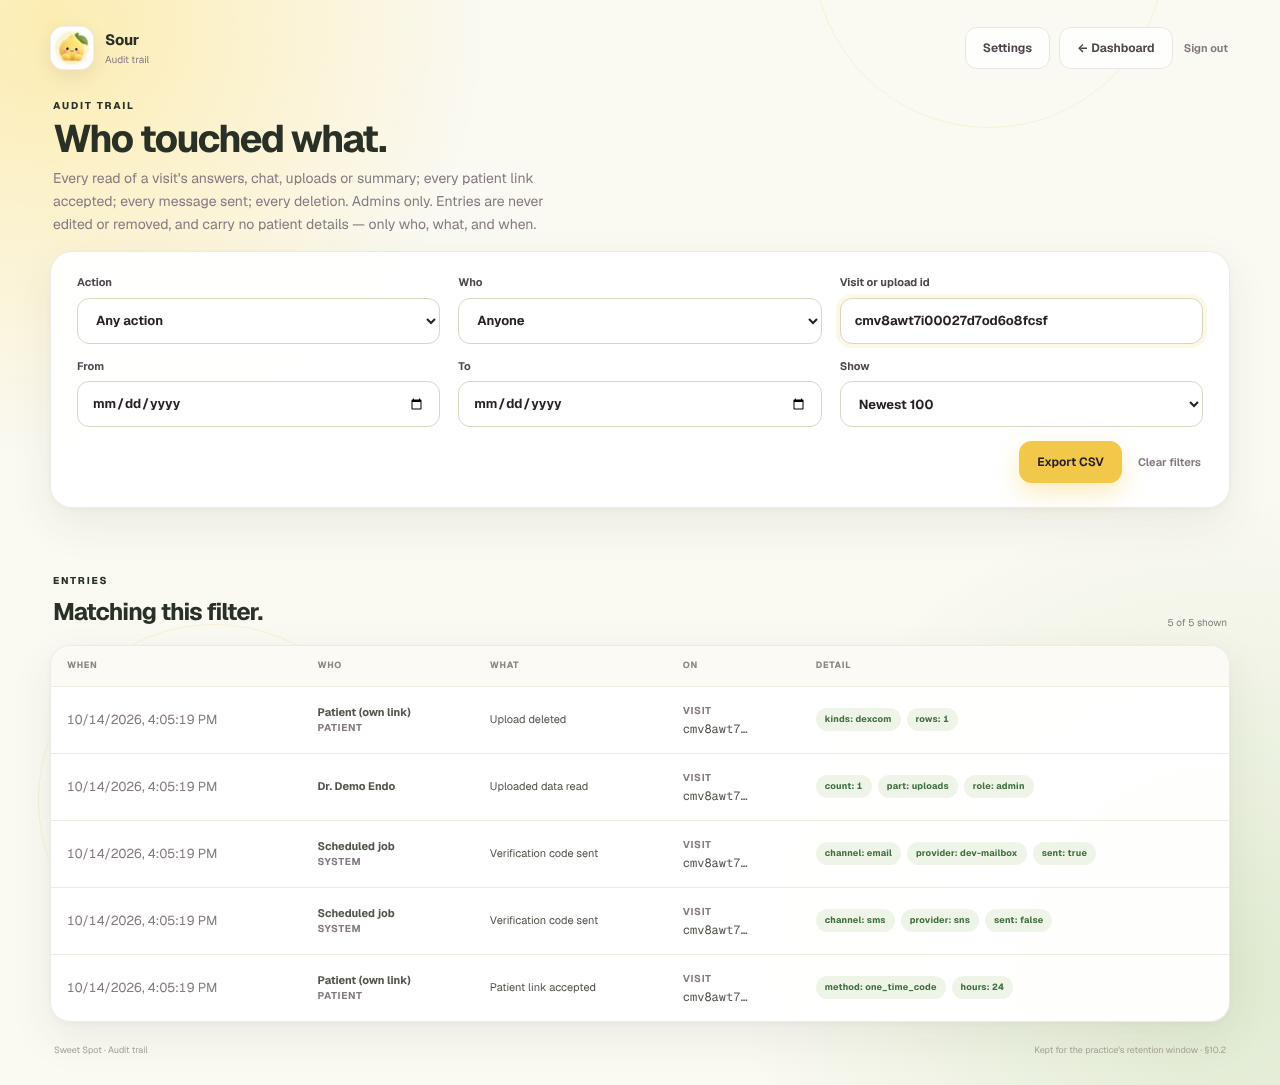 Sour
Audit trail
Settings
← Dashboard
Sign out
AUDIT TRAIL
Who touched what.
Every read of a visit's answers, chat, uploads or summary; every patient link
accepted; every message sent; every deletion. Admins only. Entries are never
edited or removed, and carry no patient details — only who, what, and when.
Action
Who
Visit or upload id
Any action
Anyone
cmv8awt7i00027d7od6o8fcsf
From
To
Show
mm/dd/yyyy
mm/dd/yyyy
Newest 100
Export CSV
Clear filters
ENTRIES
Matching this filter.
5 of 5 shown
WHEN WHO WHAT ON DETAIL
10/14/2026, 4:05:19 PM
Patient (own link)
PATIENT
Upload deleted
VISIT
cmv8awt7…
kinds: dexcom
rows: 1
10/14/2026, 4:05:19 PM
Dr. Demo Endo
Uploaded data read
VISIT
cmv8awt7…
count: 1
part: uploads
role: admin
10/14/2026, 4:05:19 PM
Scheduled job
SYSTEM
Verification code sent
VISIT
cmv8awt7…
channel: email
provider: dev-mailbox
sent: true
10/14/2026, 4:05:19 PM
Scheduled job
SYSTEM
Verification code sent
VISIT
cmv8awt7…
channel: sms
provider: sns
sent: false
10/14/2026, 4:05:19 PM
Patient (own link)
PATIENT
Patient link accepted
VISIT
cmv8awt7…
method: one_time_code
hours: 24
Sweet Spot · Audit trail
Kept for the practice's retention window · §10.2